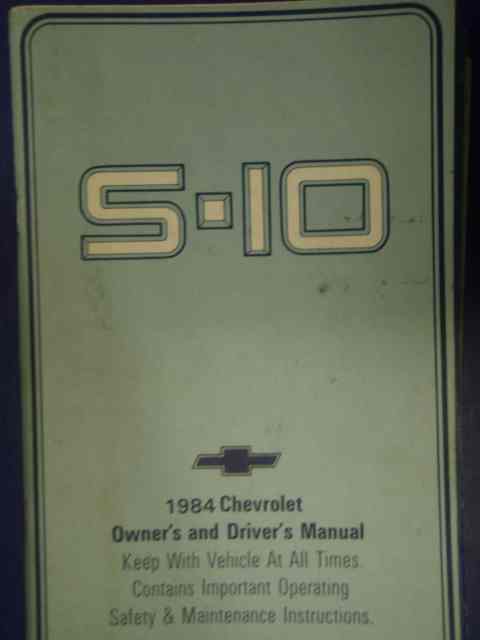 S·10
1984 Chevrolet
Owner's and Driver's Manual
Keep With Vehicle At All Times.
Contains Important Operating
Safety & Maintenance Instructions.